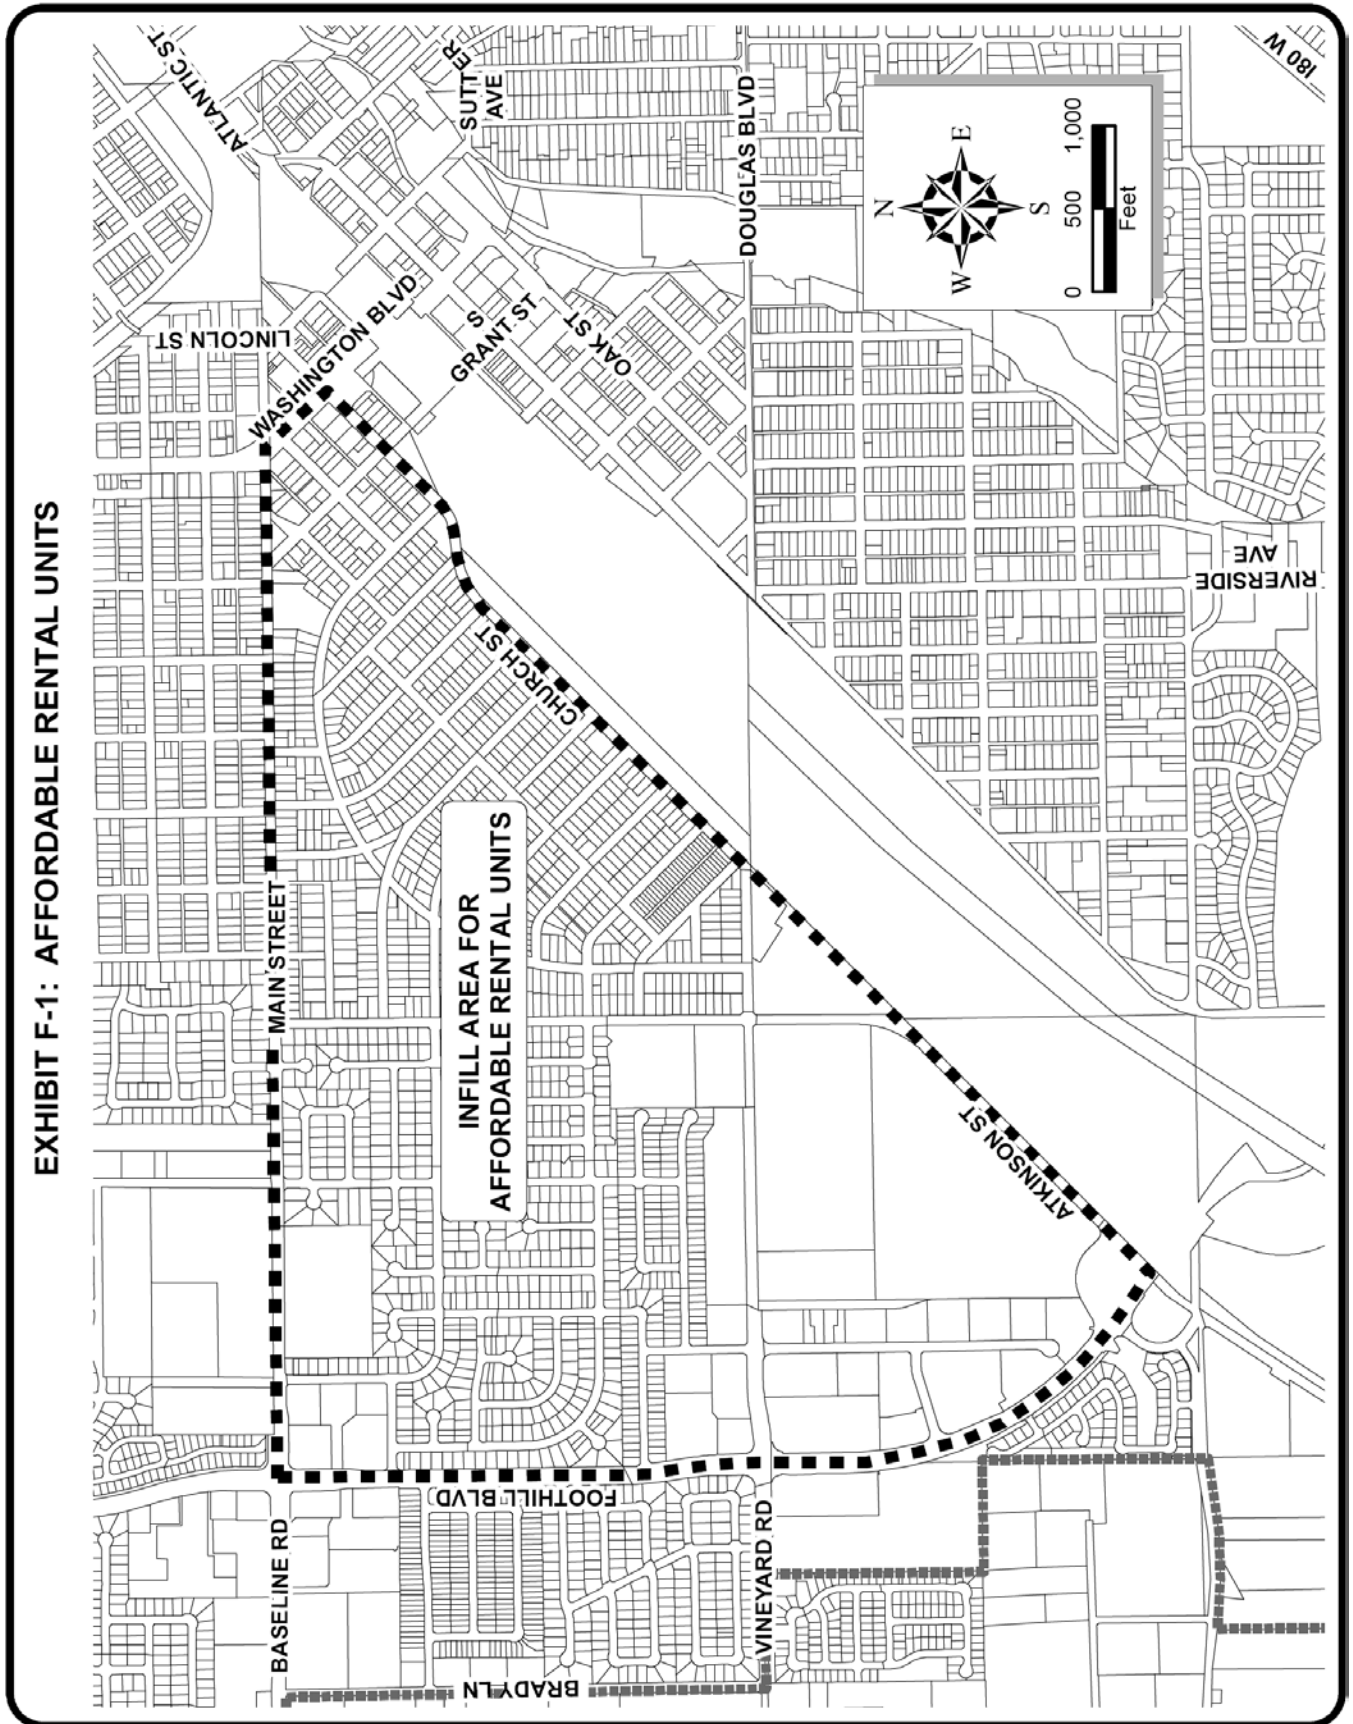 EXHIBIT F-1: AFFORDABLE RENTAL UNITS
ATLANTIC ST
LINCOLN ST
WASHINGTON BLVD
SUTTER
AVE
S
GRANT ST
OAK ST
DOUGLAS BLVD
I80 W
N
W
E
S
0 500 1,000
Feet
MAIN STREET
CHURCH ST
INFILL AREA FOR
AFFORDABLE RENTAL UNITS
RIVERSIDE
AVE
ATKINSON ST
BASELINE RD
FOOTHILL BLVD
VINEYARD RD
BRADY LN